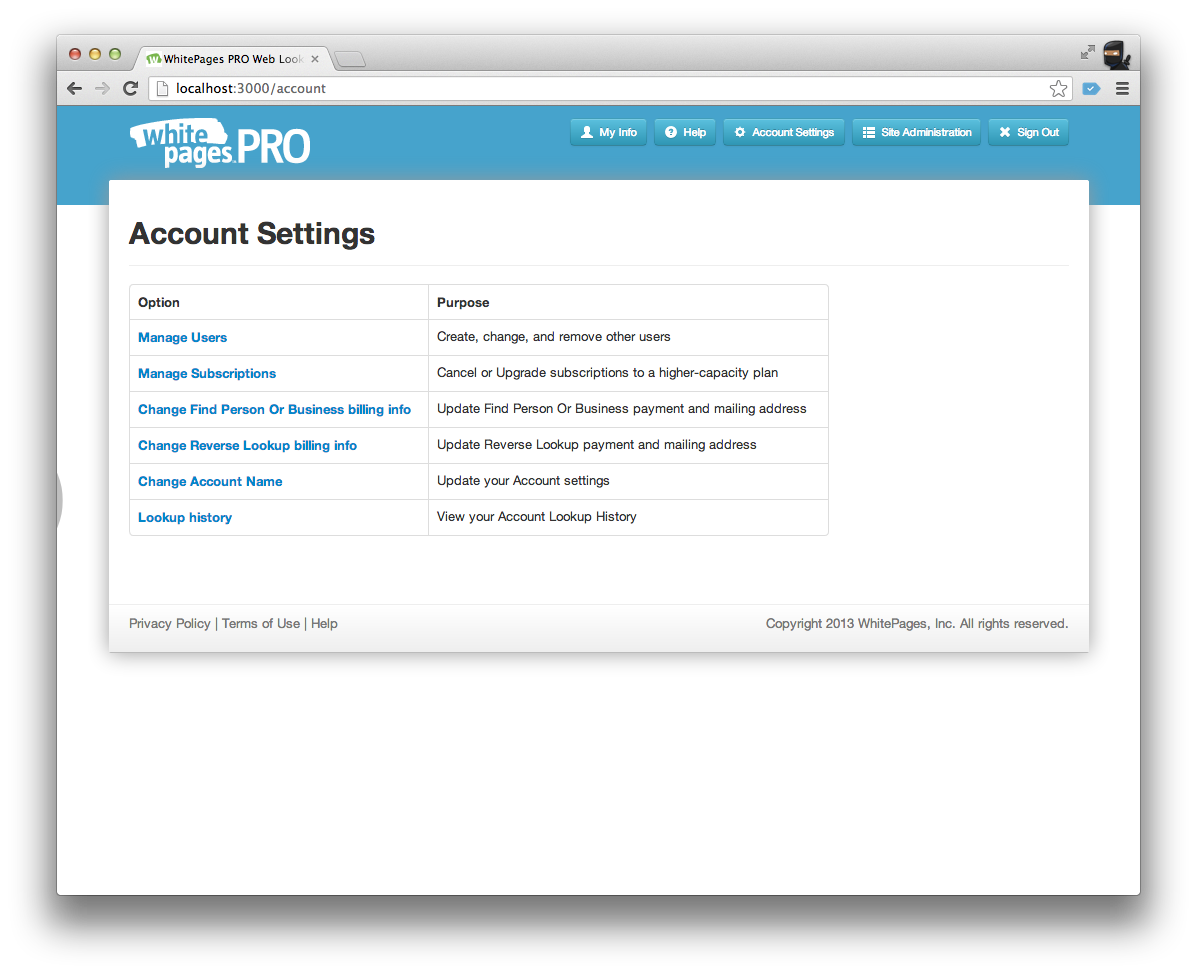 WhitePages PRO Web Look
localhost:3000/account
white
pages.PRO
My Info
Help
Account Settings
Site Administration
Sign Out
Account Settings
Option Purpose
Manage Users Create, change, and remove other users
Manage Subscriptions Cancel or Upgrade subscriptions to a higher-capacity plan
Change Find Person Or Business billing info Update Find Person Or Business payment and mailing address
Change Reverse Lookup billing info Update Reverse Lookup payment and mailing address
Change Account Name Update your Account settings
Lookup history View your Account Lookup History
Privacy Policy | Terms of Use | Help Copyright 2013 WhitePages, Inc. All rights reserved.